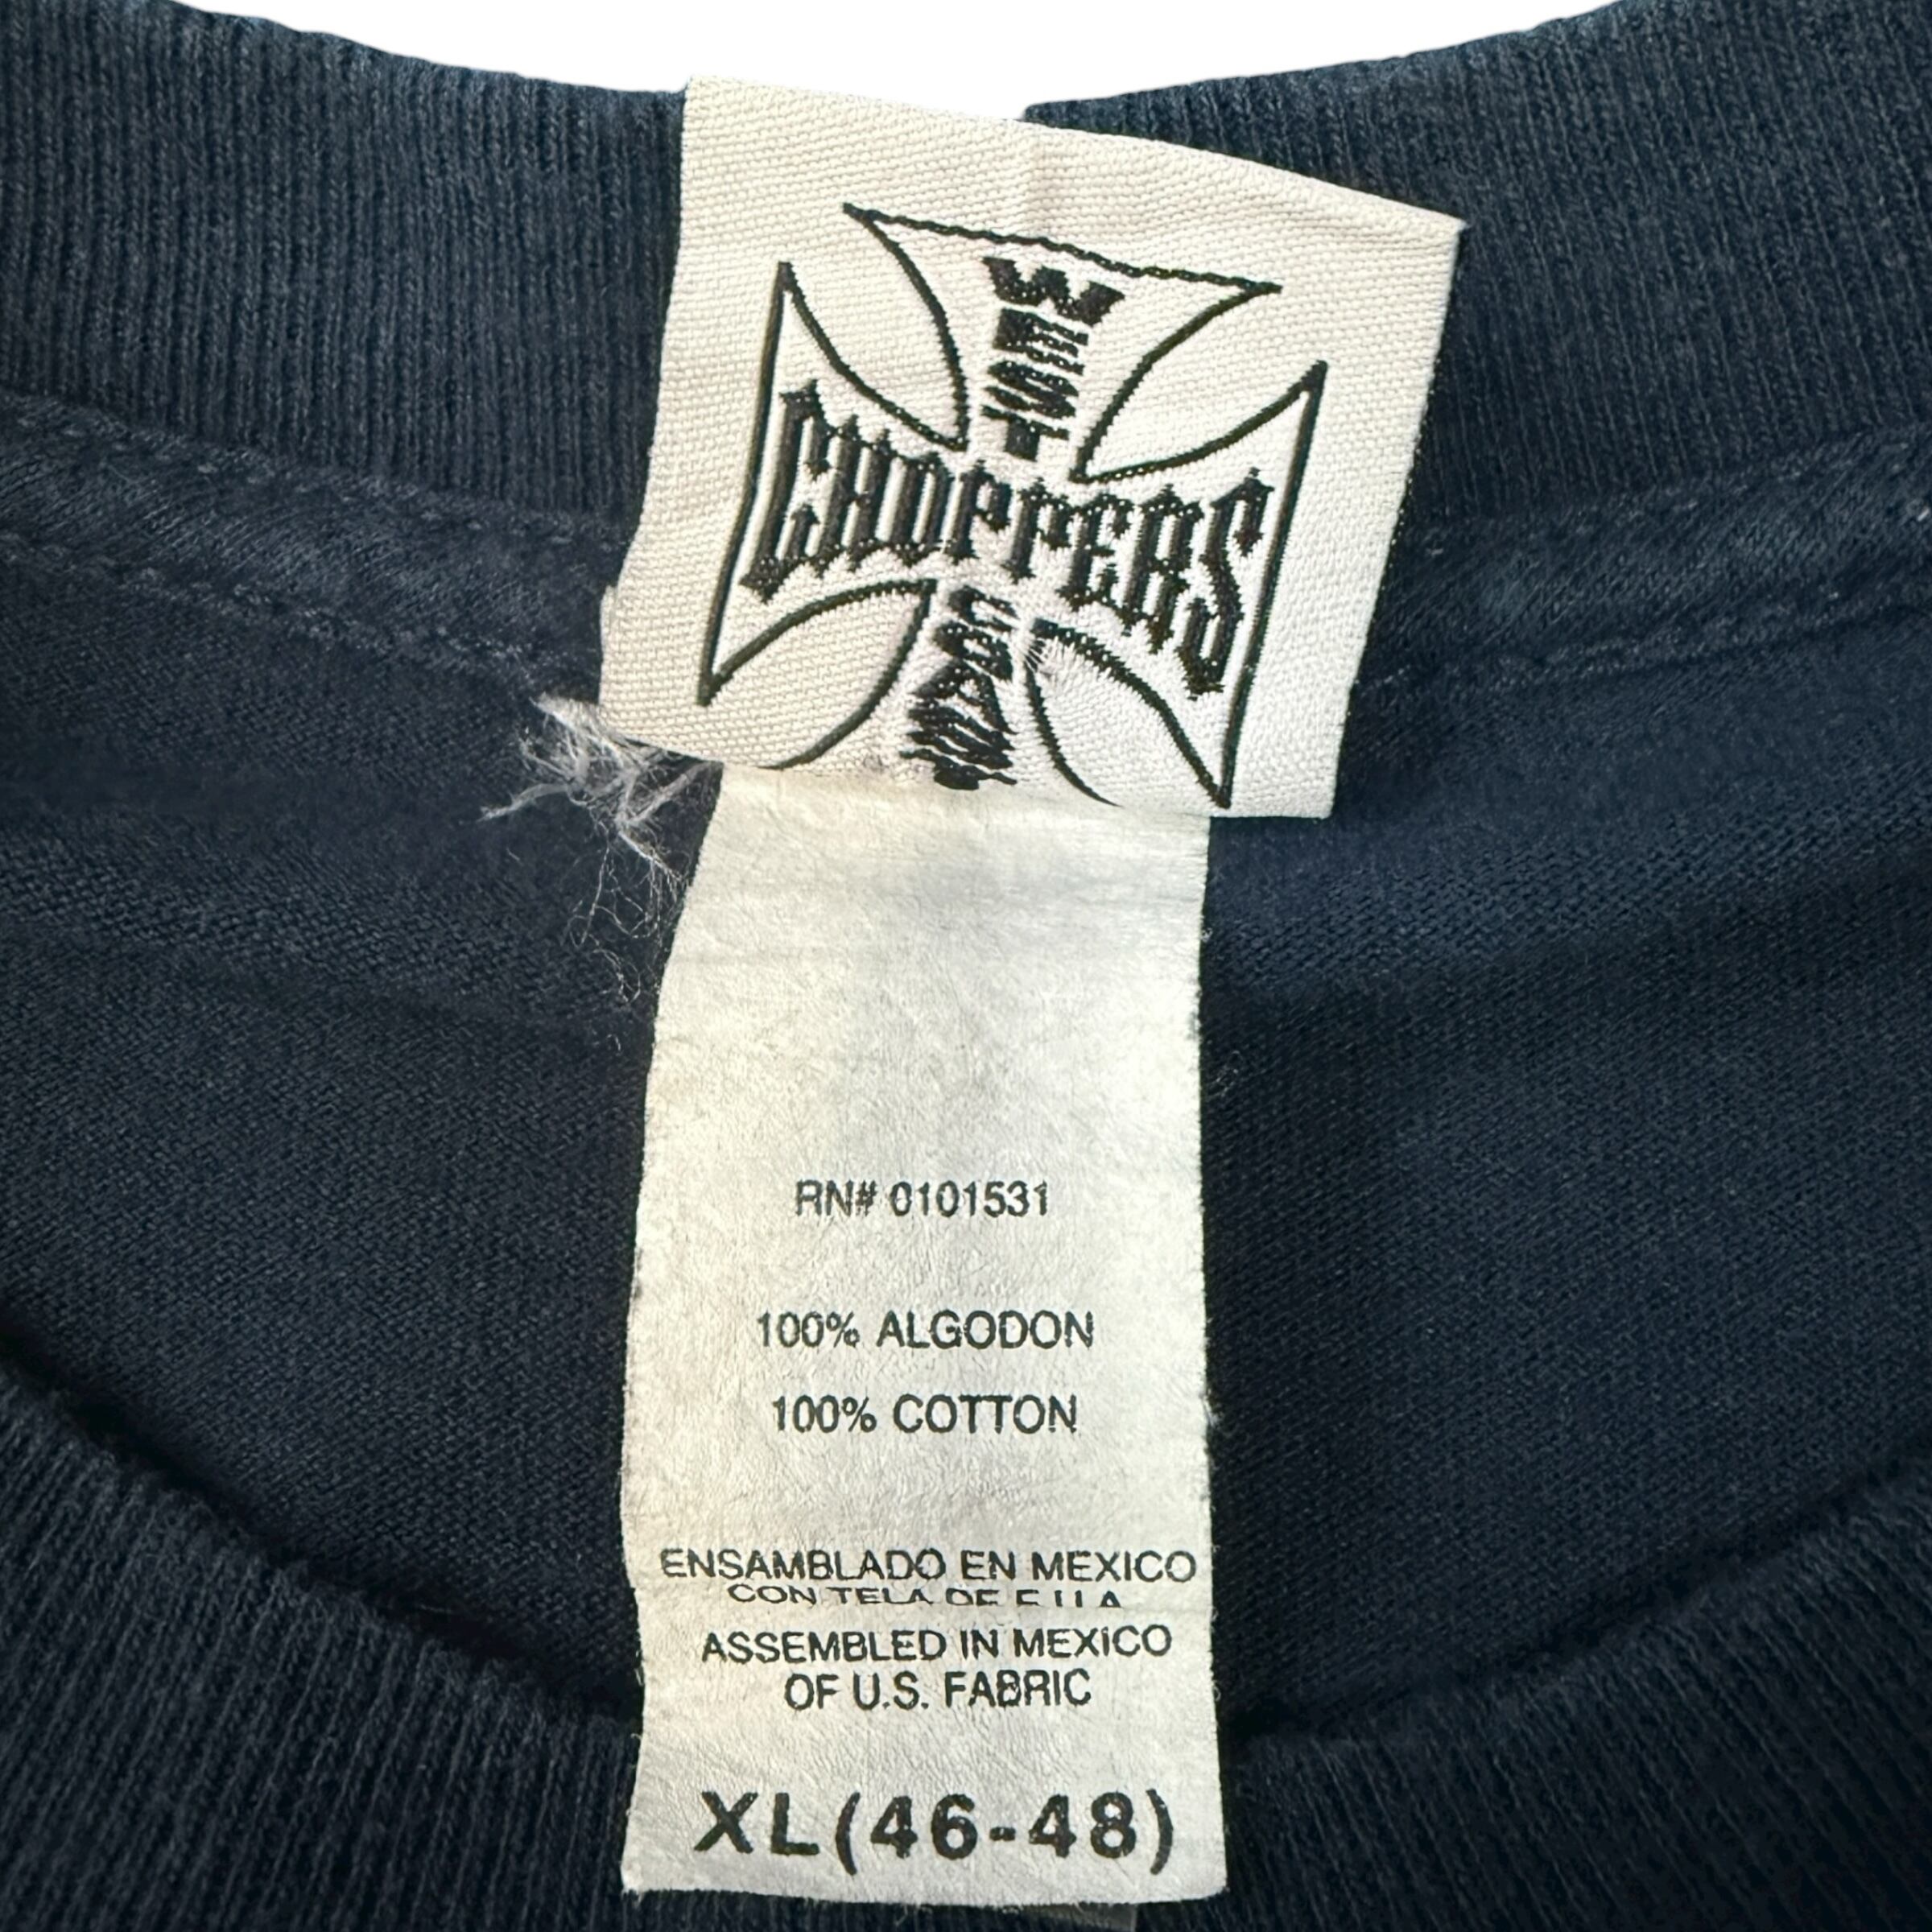 WEST
CHOPPERS
COAST
RN# 0101531
100% ALGODON
100% COTTON
ENSAMBLADO EN MEXICO
CON TELA DE E.U.A
ASSEMBLED IN MEXICO
OF U.S. FABRIC
XL(46-48)